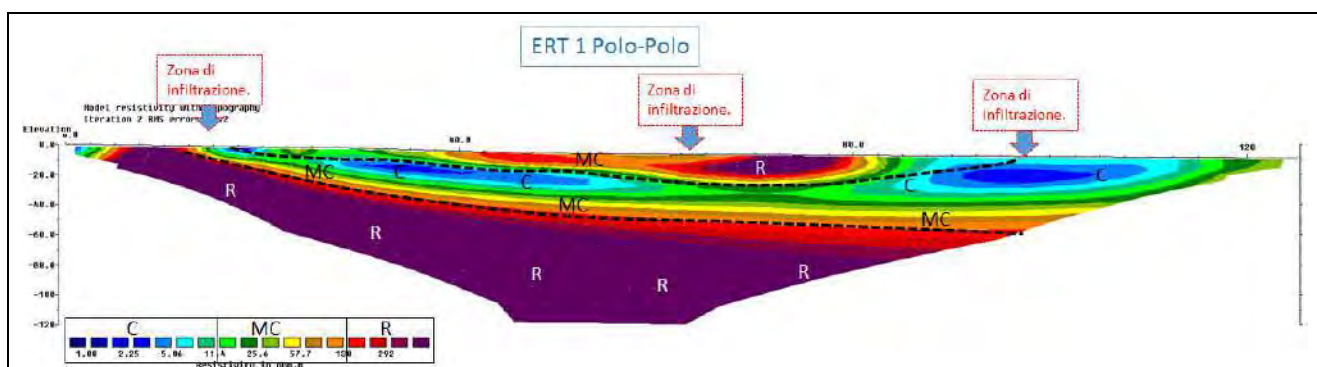 ERT 1 Polo-Polo
Zona di
infiltrazione.
Zona di
infiltrazione.
Zona di
infiltrazione.
Model resistivity with topography
Iteration 2 RMS error
Elevation
0.0
-20.0
-40.0
-60.0
-80.0
-100
-120
40.0
80.0
120
MC
R
C
C
C
C
MC
R
MC
MC
R
R
R
R
C MC R
1.00 2.25 5.06 11.4 25.6 57.7 130 292
Resistivity in ohm.m